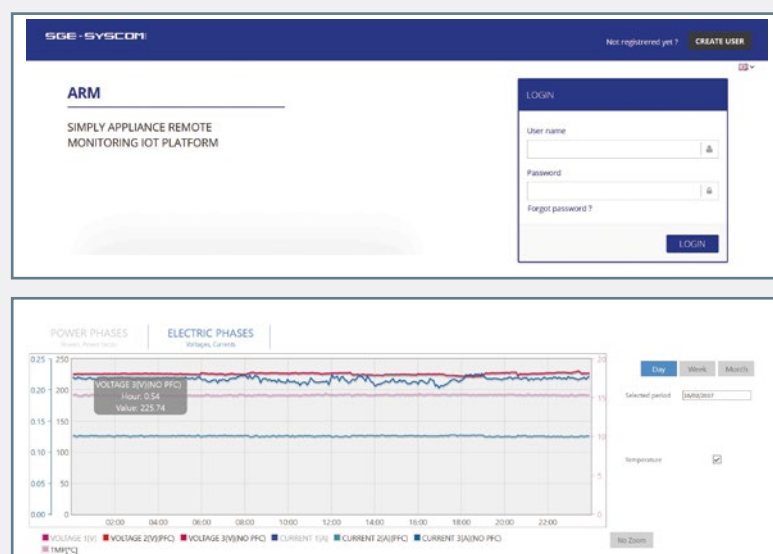 SGE-SYSCOM
Not registrered yet ? CREATE USER
ARM
SIMPLY APPLIANCE REMOTE
MONITORING IOT PLATFORM
LOGIN
User name
Password
Forgot password ?
LOGIN
POWER PHASES ELECTRIC PHASES
Power, Power factor Voltages, Currents
0.25 250 20
VOLTAGE 3[V](NO PFC)
Hour: 0.54
Value: 225.74
0.20 200
15
0.15 150
0.10 100 10
0.05 50 5
0.00 0 0
02:00 04:00 06:00 08:00 10:00 12:00 14:00 16:00 18:00 20:00 22:00
VOLTAGE 1[V] VOLTAGE 2[V](PFC) VOLTAGE 3[V](NO PFC) CURRENT 1[A] CURRENT 2[A](PFC) CURRENT 3[A](NO PFC)
TMP[°C]
Day Week Month
Selected period
Temperature
No Zoom